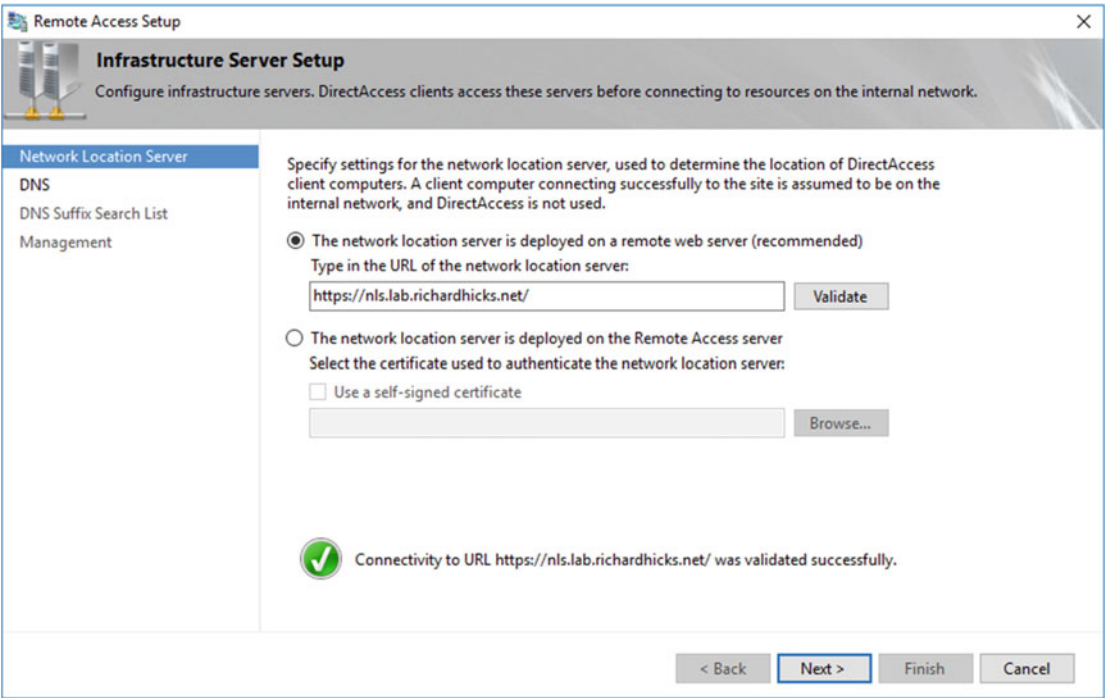 Remote Access Setup
Infrastructure Server Setup
Configure infrastructure servers. DirectAccess clients access these servers before connecting to resources on the internal network.
Network Location Server
DNS
DNS Suffix Search List
Management
Specify settings for the network location server, used to determine the location of DirectAccess
client computers. A client computer connecting successfully to the site is assumed to be on the
internal network, and DirectAccess is not used.
The network location server is deployed on a remote web server (recommended)
Type in the URL of the network location server:
https://nls.lab.richardhicks.net/
Validate
The network location server is deployed on the Remote Access server
Select the certificate used to authenticate the network location server:
Use a self-signed certificate
Browse...
Connectivity to URL https://nls.lab.richardhicks.net/ was validated successfully.
< Back
Next >
Finish
Cancel